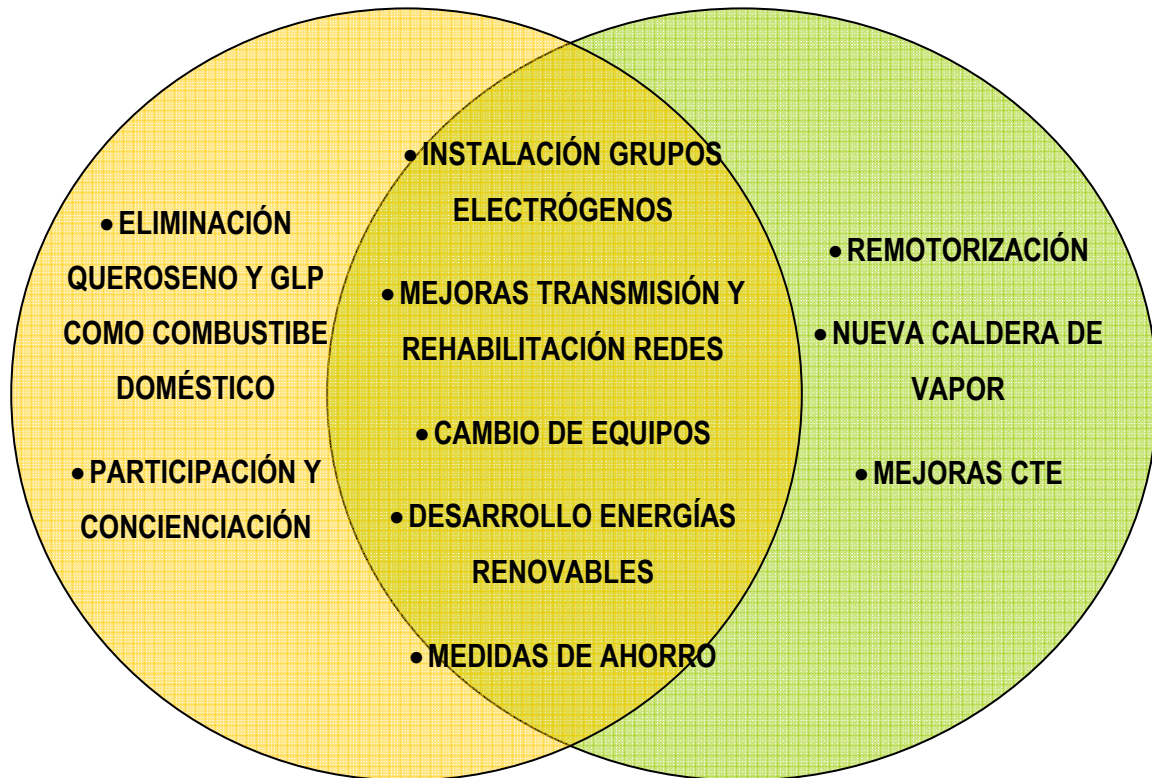 • ELIMINACIÓN
QUEROSENO Y GLP
COMO COMBUSTIBE
DOMÉSTICO
• PARTICIPACIÓN Y
CONCIENCIACIÓN
• INSTALACIÓN GRUPOS
ELECTRÓGENOS
• MEJORAS TRANSMISIÓN Y
REHABILITACIÓN REDES
• CAMBIO DE EQUIPOS
• DESARROLLO ENERGÍAS
RENOVABLES
• MEDIDAS DE AHORRO
• REMOTORIZACIÓN
• NUEVA CALDERA DE
VAPOR
• MEJORAS CTE